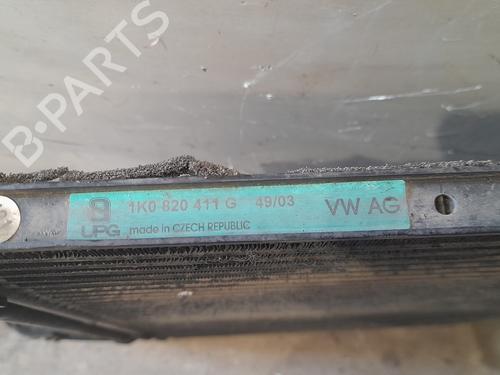 B-PARTS
1K0 820 411 G 49/03 VW AG
UPG made in CZECH REPUBLIC